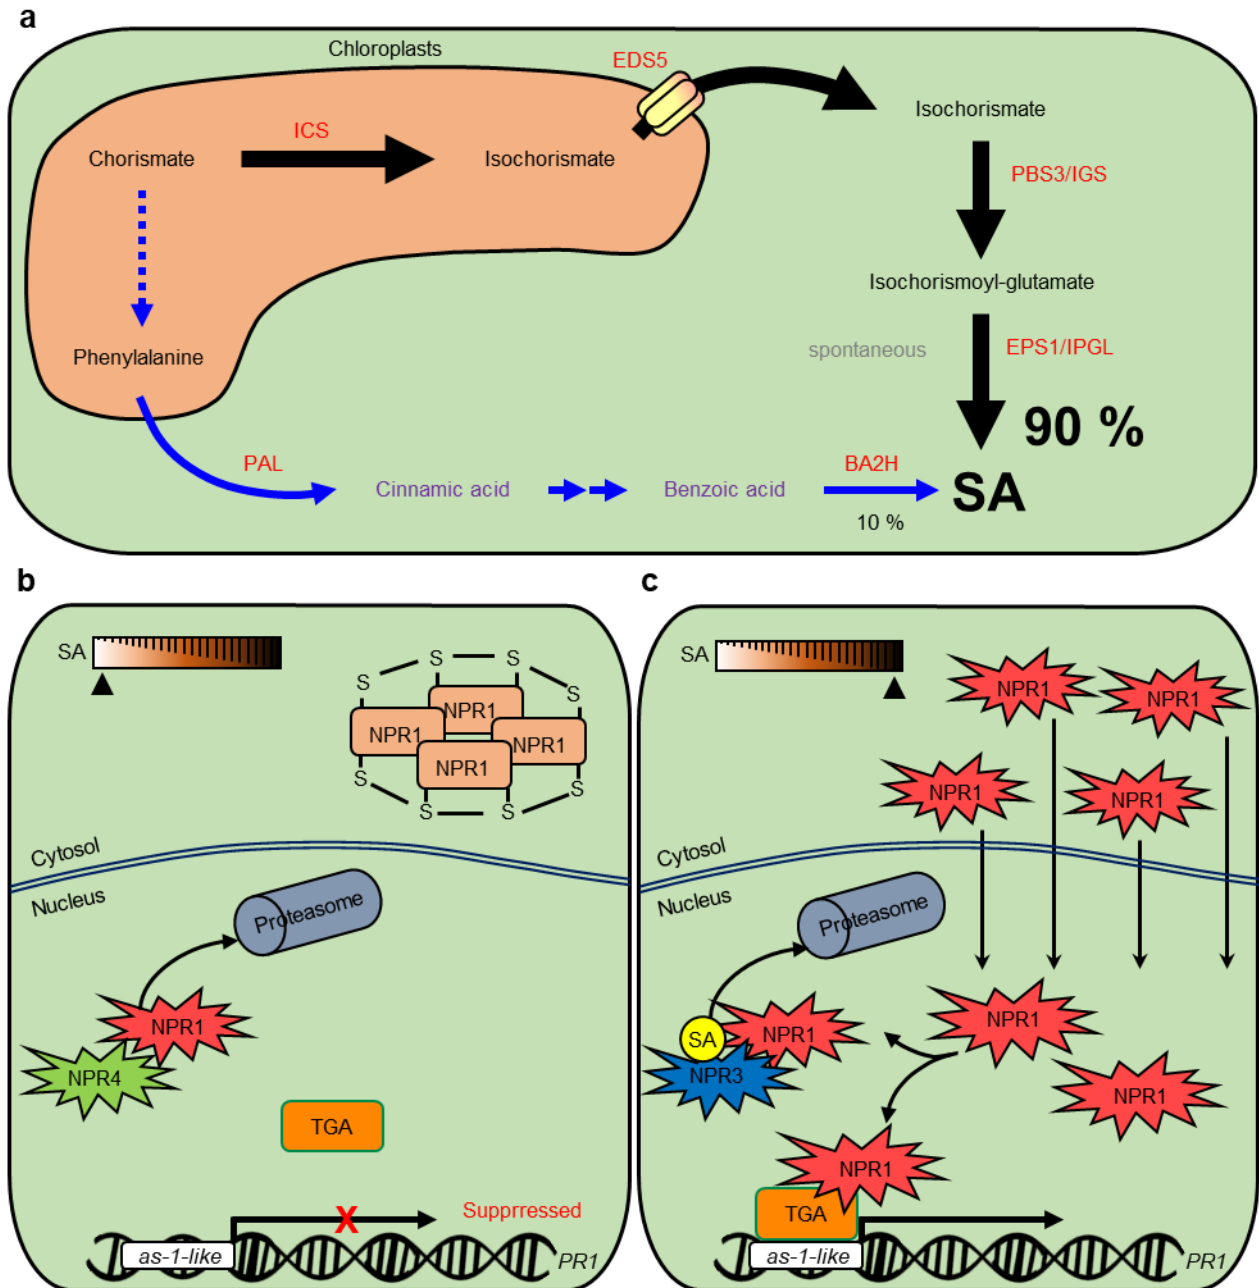 a
Chloroplasts
EDS5
ICS
Chorismate
Isochorismate
Isochorismate
PBS3/IGS
Isochorismoyl-glutamate
Phenylalanine
spontaneous
EPS1/IPGL
90 %
PAL
Cinnamic acid
Benzoic acid
BA2H
10 %
SA
b
SA
S
S
S
S
NPR1
NPR1
NPR1
NPR1
S
S
S
S
Cytosol
Nucleus
Proteasome
NPR1
NPR4
TGA
X
Supprressed
as-1-like
PR1
c
SA
NPR1
NPR1
NPR1
NPR1
Cytosol
Nucleus
Proteasome
SA
NPR1
NPR3
NPR1
NPR1
NPR1
TGA
as-1-like
PR1